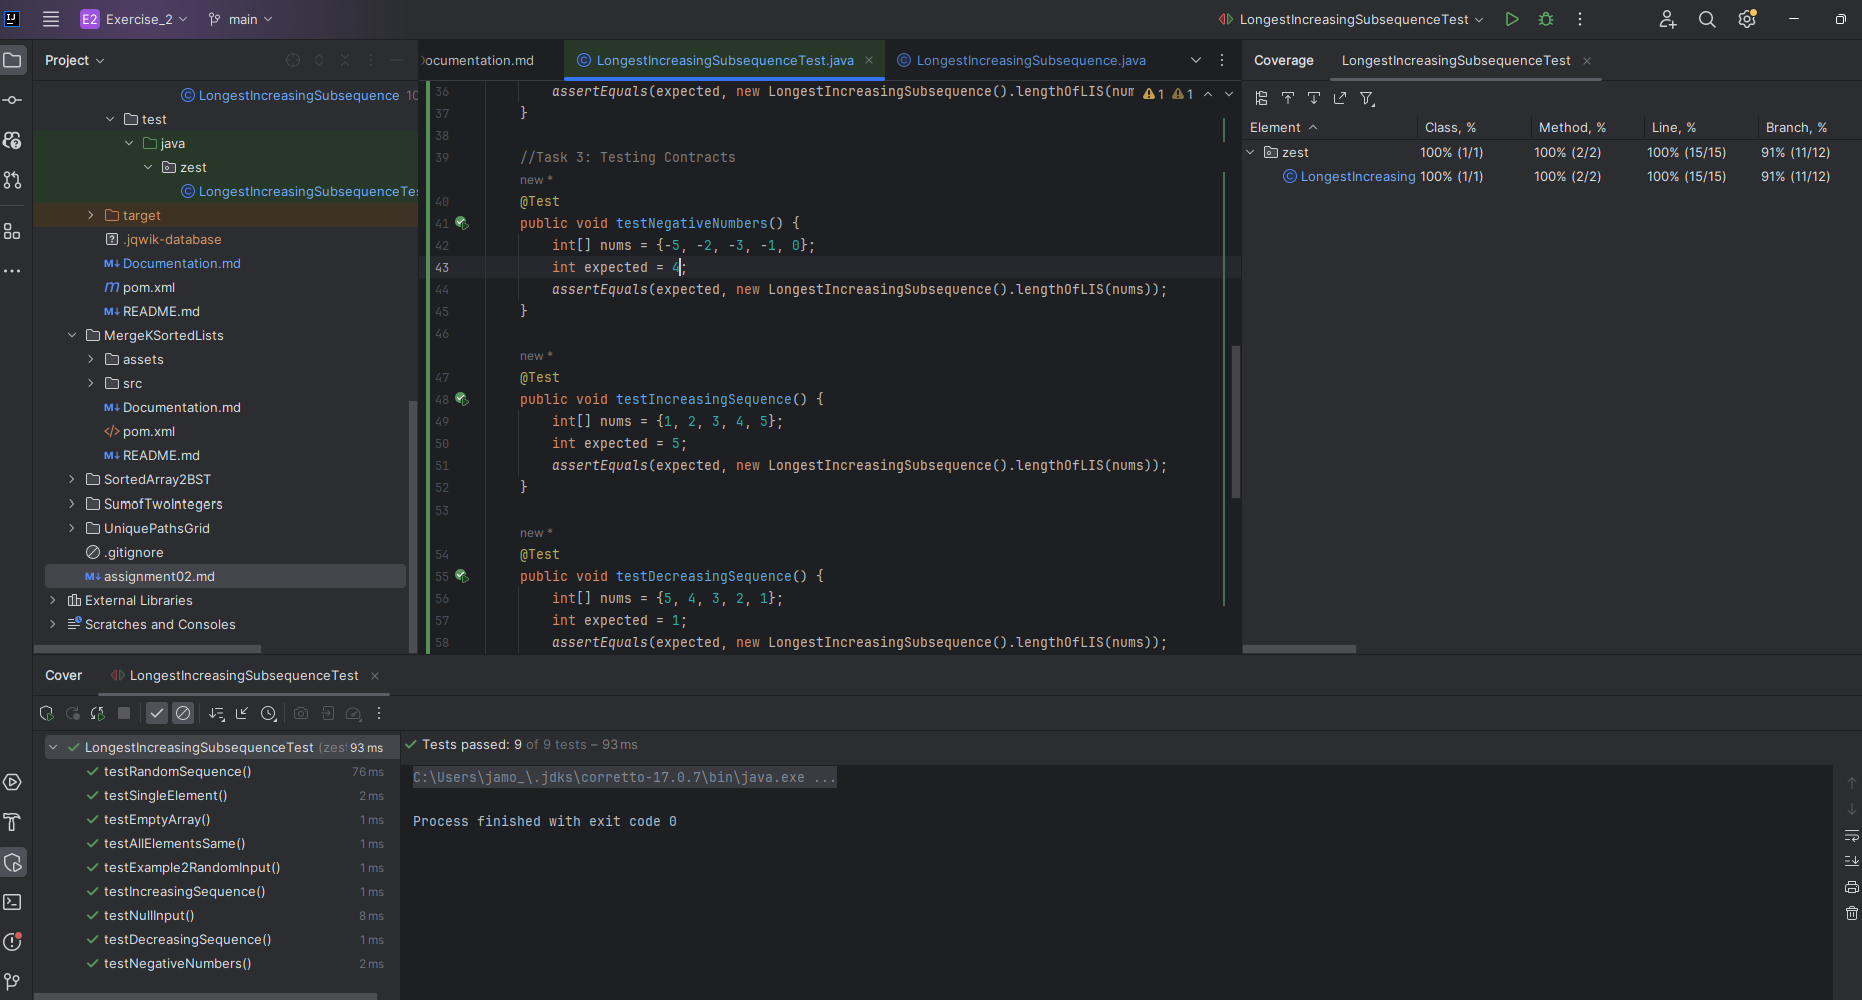 E2 Exercise_2 main LongestIncreasingSubsequenceTest
Project
LongestIncreasingSubsequence 10
test
java
zest
LongestIncreasingSubsequenceTes
target
.jqwik-database
M↓ Documentation.md
m pom.xml
M↓ README.md
MergeKSortedLists
assets
src
M↓ Documentation.md
</> pom.xml
M↓ README.md
SortedArray2BST
SumofTwoIntegers
UniquePathsGrid
.gitignore
M↓ assignment02.md
External Libraries
Scratches and Consoles
ocumentation.md LongestIncreasingSubsequenceTest.java LongestIncreasingSubsequence.java
36 assertEquals(expected, new LongestIncreasingSubsequence().lengthOfLIS(num 1 1
37 }
38
39 //Task 3: Testing Contracts
new *
40 @Test
41 public void testNegativeNumbers() {
42 int[] nums = {-5, -2, -3, -1, 0};
43 int expected = 4;
44 assertEquals(expected, new LongestIncreasingSubsequence().lengthOfLIS(nums));
45 }
46
new *
47 @Test
48 public void testIncreasingSequence() {
49 int[] nums = {1, 2, 3, 4, 5};
50 int expected = 5;
51 assertEquals(expected, new LongestIncreasingSubsequence().lengthOfLIS(nums));
52 }
53
new *
54 @Test
55 public void testDecreasingSequence() {
56 int[] nums = {5, 4, 3, 2, 1};
57 int expected = 1;
58 assertEquals(expected, new LongestIncreasingSubsequence().lengthOfLIS(nums));
Coverage LongestIncreasingSubsequenceTest
Element Class, % Method, % Line, % Branch, %
zest 100% (1/1) 100% (2/2) 100% (15/15) 91% (11/12)
LongestIncreasing 100% (1/1) 100% (2/2) 100% (15/15) 91% (11/12)
Cover LongestIncreasingSubsequenceTest
LongestIncreasingSubsequenceTest (zest 93 ms
testRandomSequence() 76 ms
testSingleElement() 2 ms
testEmptyArray() 1 ms
testAllElementsSame() 1 ms
testExample2RandomInput() 1 ms
testIncreasingSequence() 1 ms
testNullInput() 8 ms
testDecreasingSequence() 1 ms
testNegativeNumbers() 2 ms
Tests passed: 9 of 9 tests – 93 ms
C:\Users\jamo_\.jdks\corretto-17.0.7\bin\java.exe ...
Process finished with exit code 0